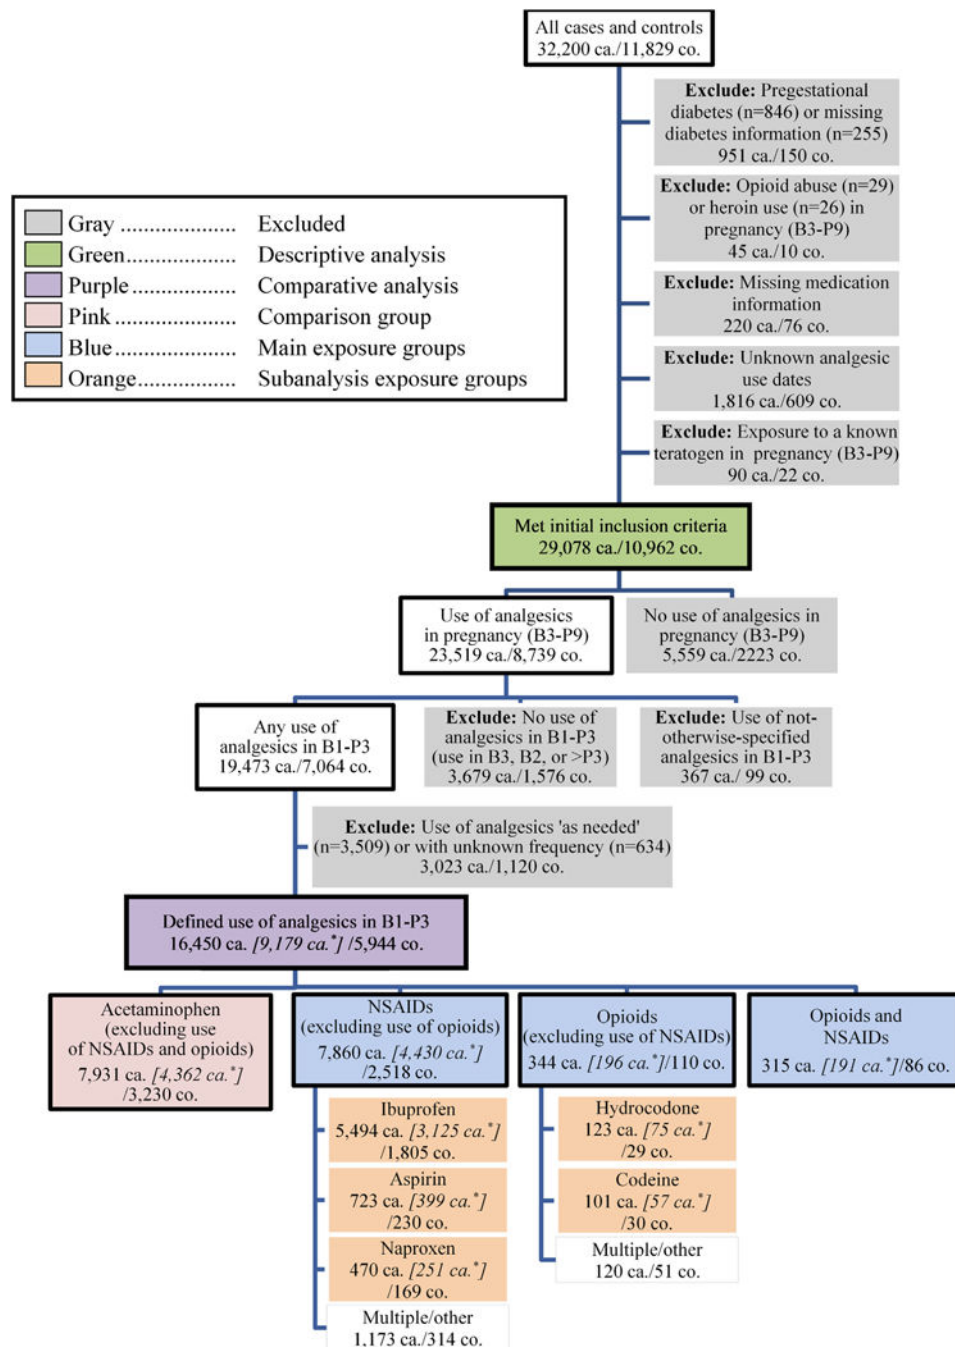 All cases and controls
32,200 ca./11,829 co.
Exclude: Pregestational
diabetes (n=846) or missing
diabetes information (n=255)
951 ca./150 co.
Exclude: Opioid abuse (n=29)
or heroin use (n=26) in
pregnancy (B3-P9)
45 ca./10 co.
Exclude: Missing medication
information
220 ca./76 co.
Exclude: Unknown analgesic
use dates
1,816 ca./609 co.
Exclude: Exposure to a known
teratogen in pregnancy (B3-P9)
90 ca./22 co.
Gray .................... Excluded
Green.................. Descriptive analysis
Purple................. Comparative analysis
Pink .................... Comparison group
Blue.................... Main exposure groups
Orange................ Subanalysis exposure groups
Met initial inclusion criteria
29,078 ca./10,962 co.
Use of analgesics
in pregnancy (B3-P9)
23,519 ca./8,739 co.
No use of analgesics in
pregnancy (B3-P9)
5,559 ca./2223 co.
Any use of
analgesics in B1-P3
19,473 ca./7,064 co.
Exclude: No use of
analgesics in B1-P3
(use in B3, B2, or >P3)
3,679 ca./1,576 co.
Exclude: Use of not-
otherwise-specified
analgesics in B1-P3
367 ca./ 99 co.
Exclude: Use of analgesics 'as needed'
(n=3,509) or with unknown frequency (n=634)
3,023 ca./1,120 co.
Defined use of analgesics in B1-P3
16,450 ca. [9,179 ca.*] /5,944 co.
Acetaminophen
(excluding use
of NSAIDs and opioids)
7,931 ca. [4,362 ca.*]
/3,230 co.
NSAIDs
(excluding use of opioids)
7,860 ca. [4,430 ca.*]
/2,518 co.
Opioids
(excluding use of NSAIDs)
344 ca. [196 ca.*]/110 co.
Opioids and
NSAIDs
315 ca. [191 ca.*]/86 co.
Ibuprofen
5,494 ca. [3,125 ca.*]
/1,805 co.
Aspirin
723 ca. [399 ca.*]
/230 co.
Naproxen
470 ca. [251 ca.*]
/169 co.
Multiple/other
1,173 ca./314 co.
Hydrocodone
123 ca. [75 ca.*]
/29 co.
Codeine
101 ca. [57 ca.*]
/30 co.
Multiple/other
120 ca./51 co.